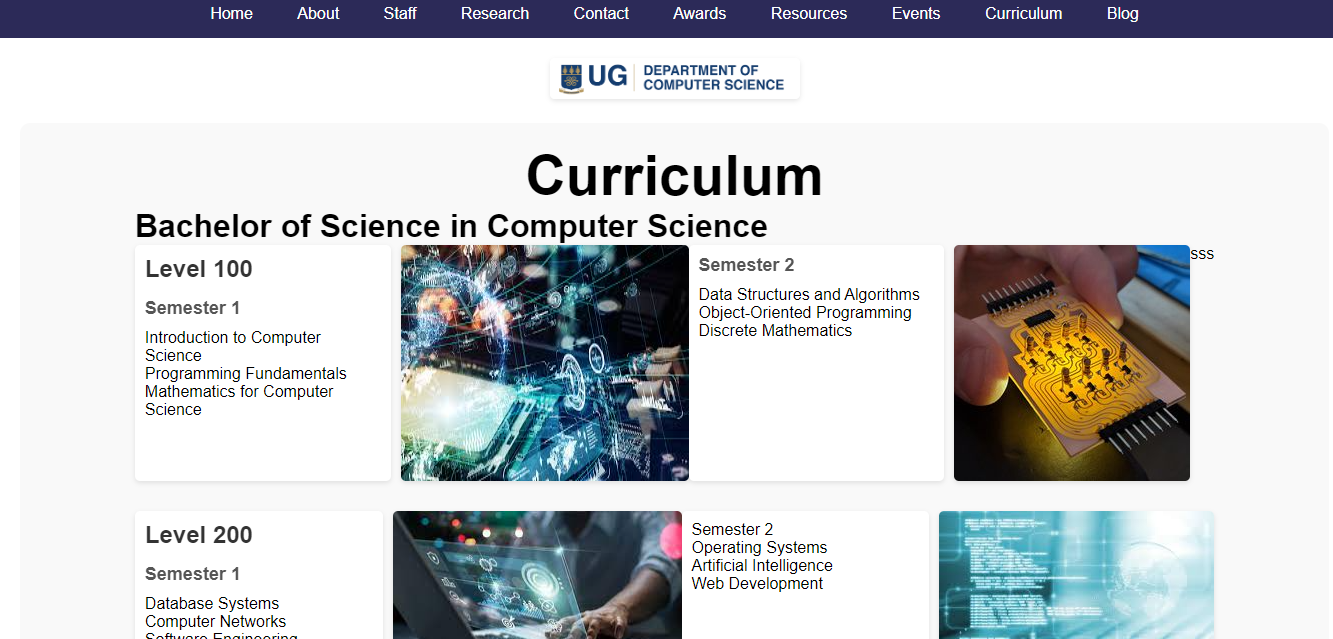 Home About Staff Research Contact Awards Resources Events Curriculum Blog
UG DEPARTMENT OF
COMPUTER SCIENCE
Curriculum
Bachelor of Science in Computer Science
Level 100
Semester 1
Introduction to Computer
Science
Programming Fundamentals
Mathematics for Computer
Science
Semester 2
Data Structures and Algorithms
Object-Oriented Programming
Discrete Mathematics
sss
Level 200
Semester 1
Database Systems
Computer Networks
Software Engineering
Semester 2
Operating Systems
Artificial Intelligence
Web Development